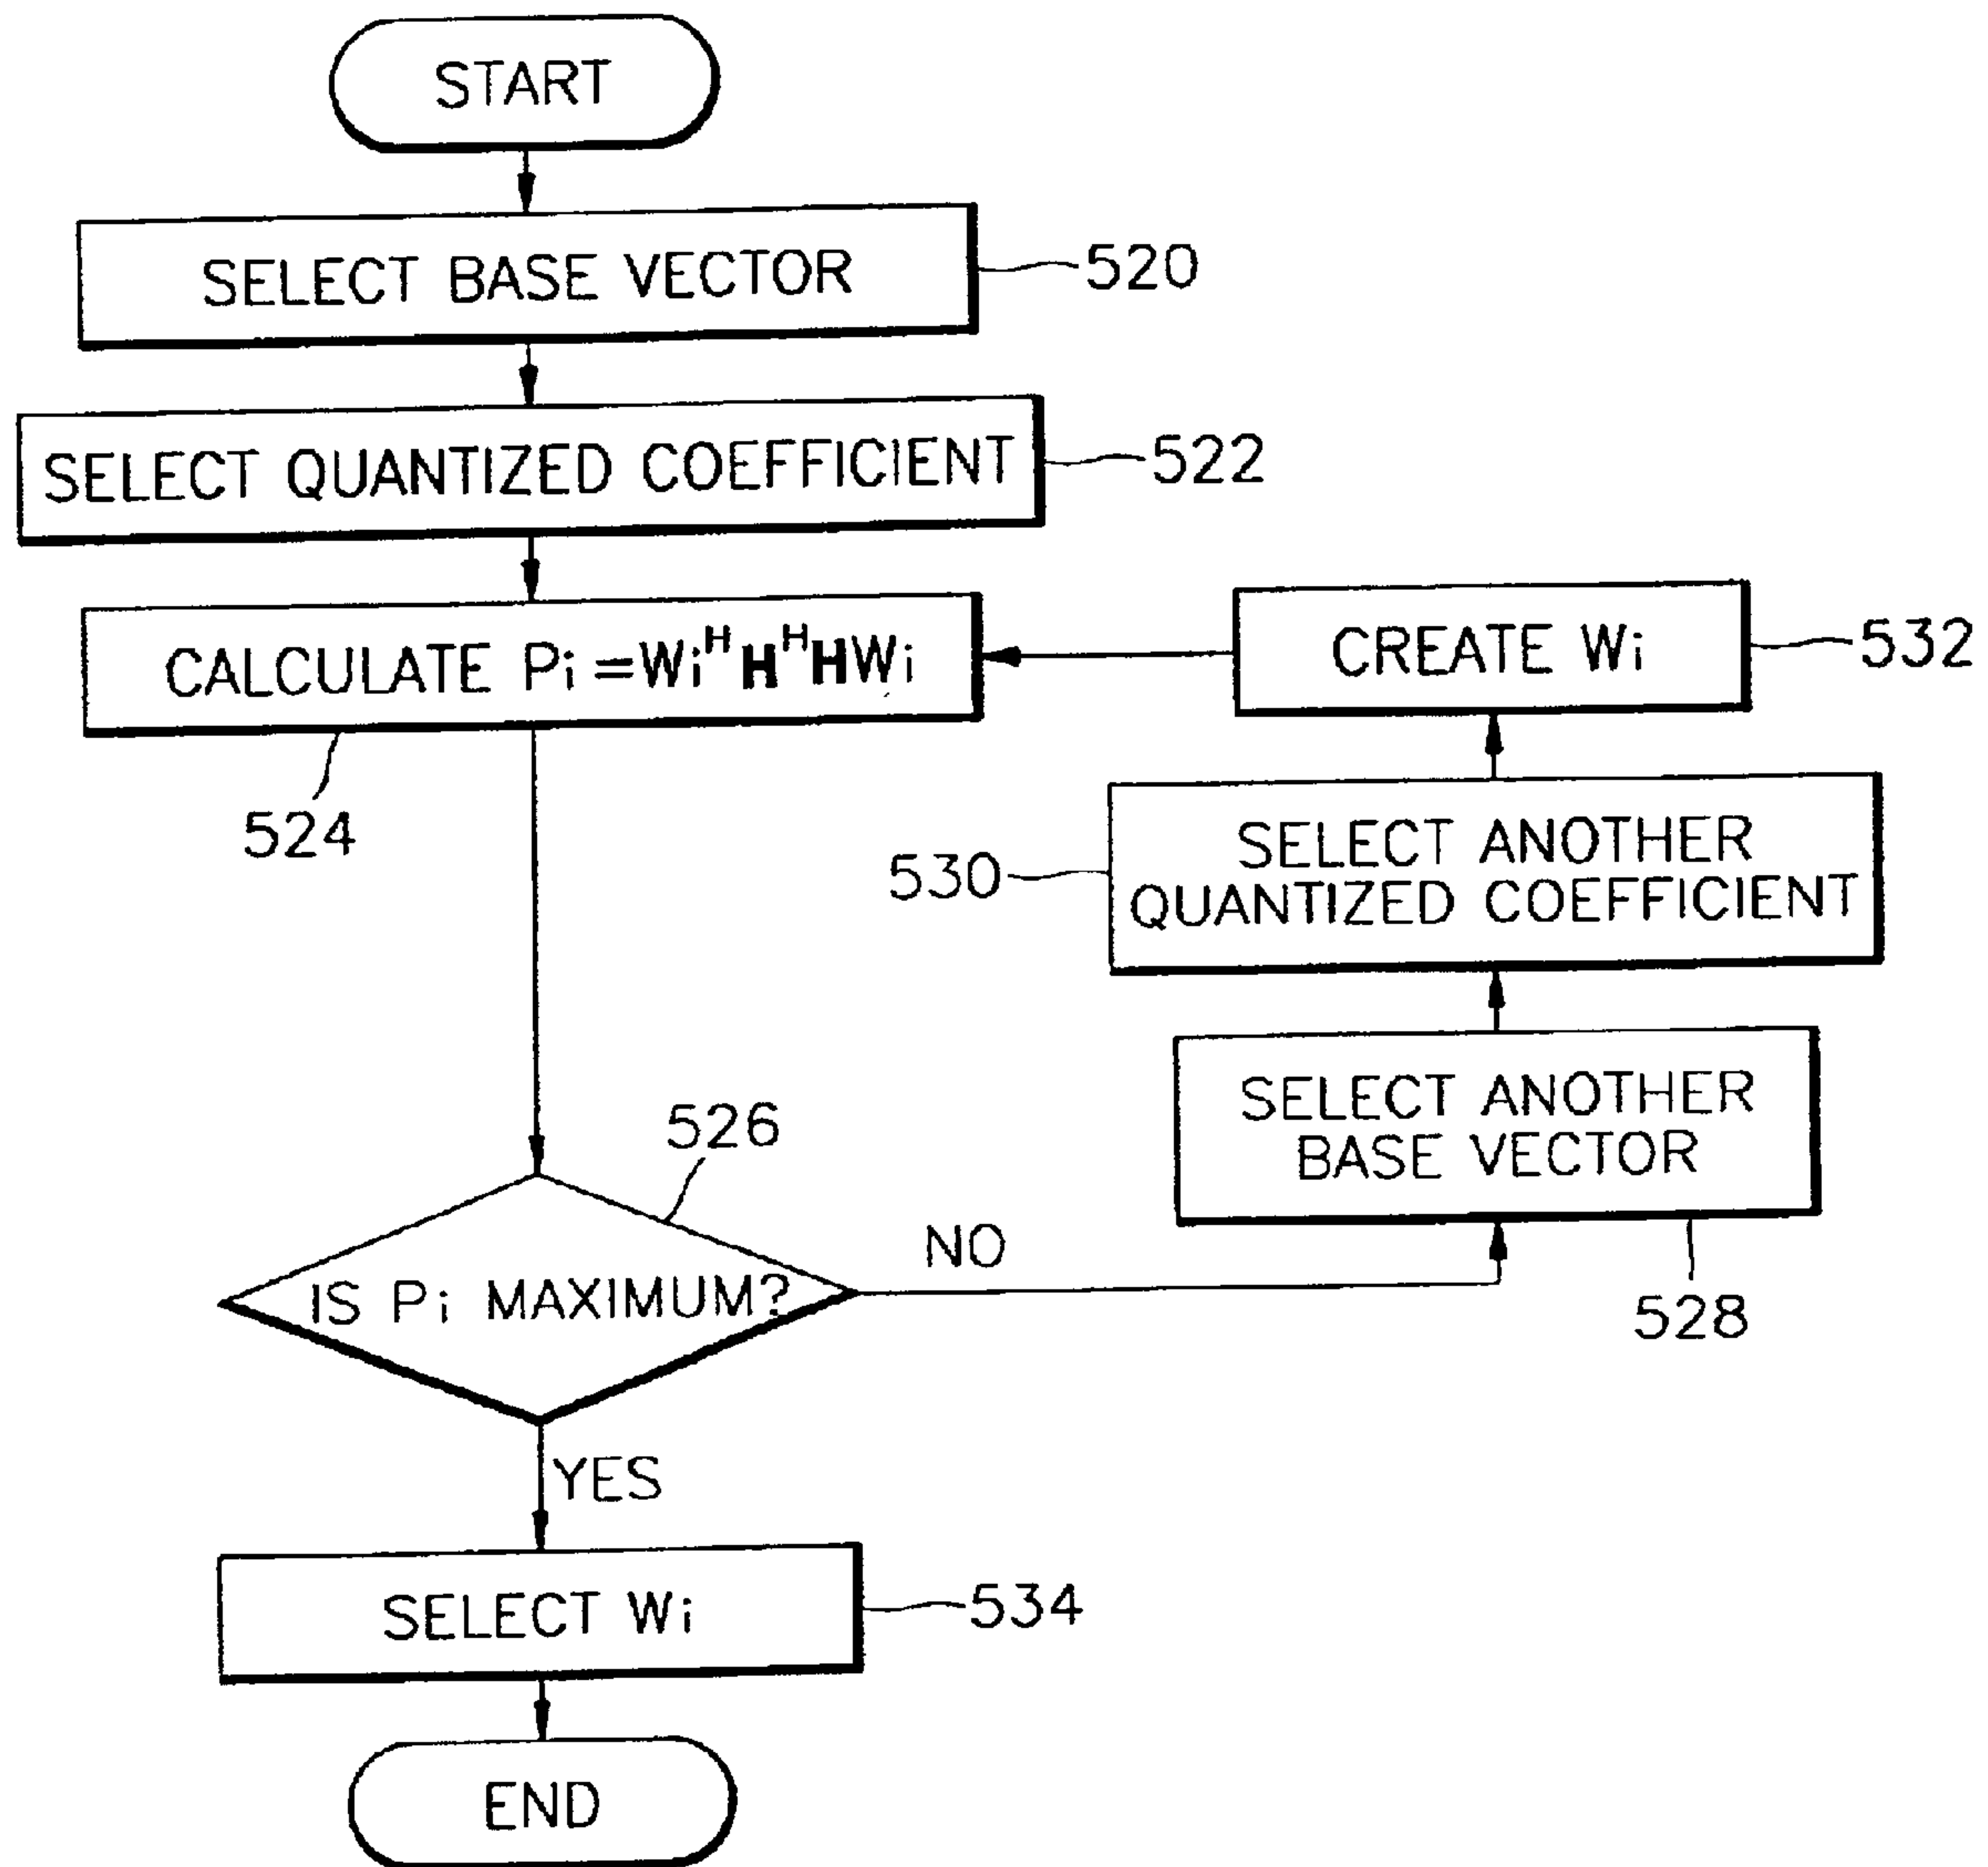 START
SELECT BASE VECTOR
520
SELECT QUANTIZED COEFFICIENT
522
CALCULATE Pi =Wi^H H^H HWi
524
CREATE Wi
532
SELECT ANOTHER
QUANTIZED COEFFICIENT
530
SELECT ANOTHER
BASE VECTOR
528
526
IS Pi MAXIMUM?
NO
YES
SELECT Wi
534
END